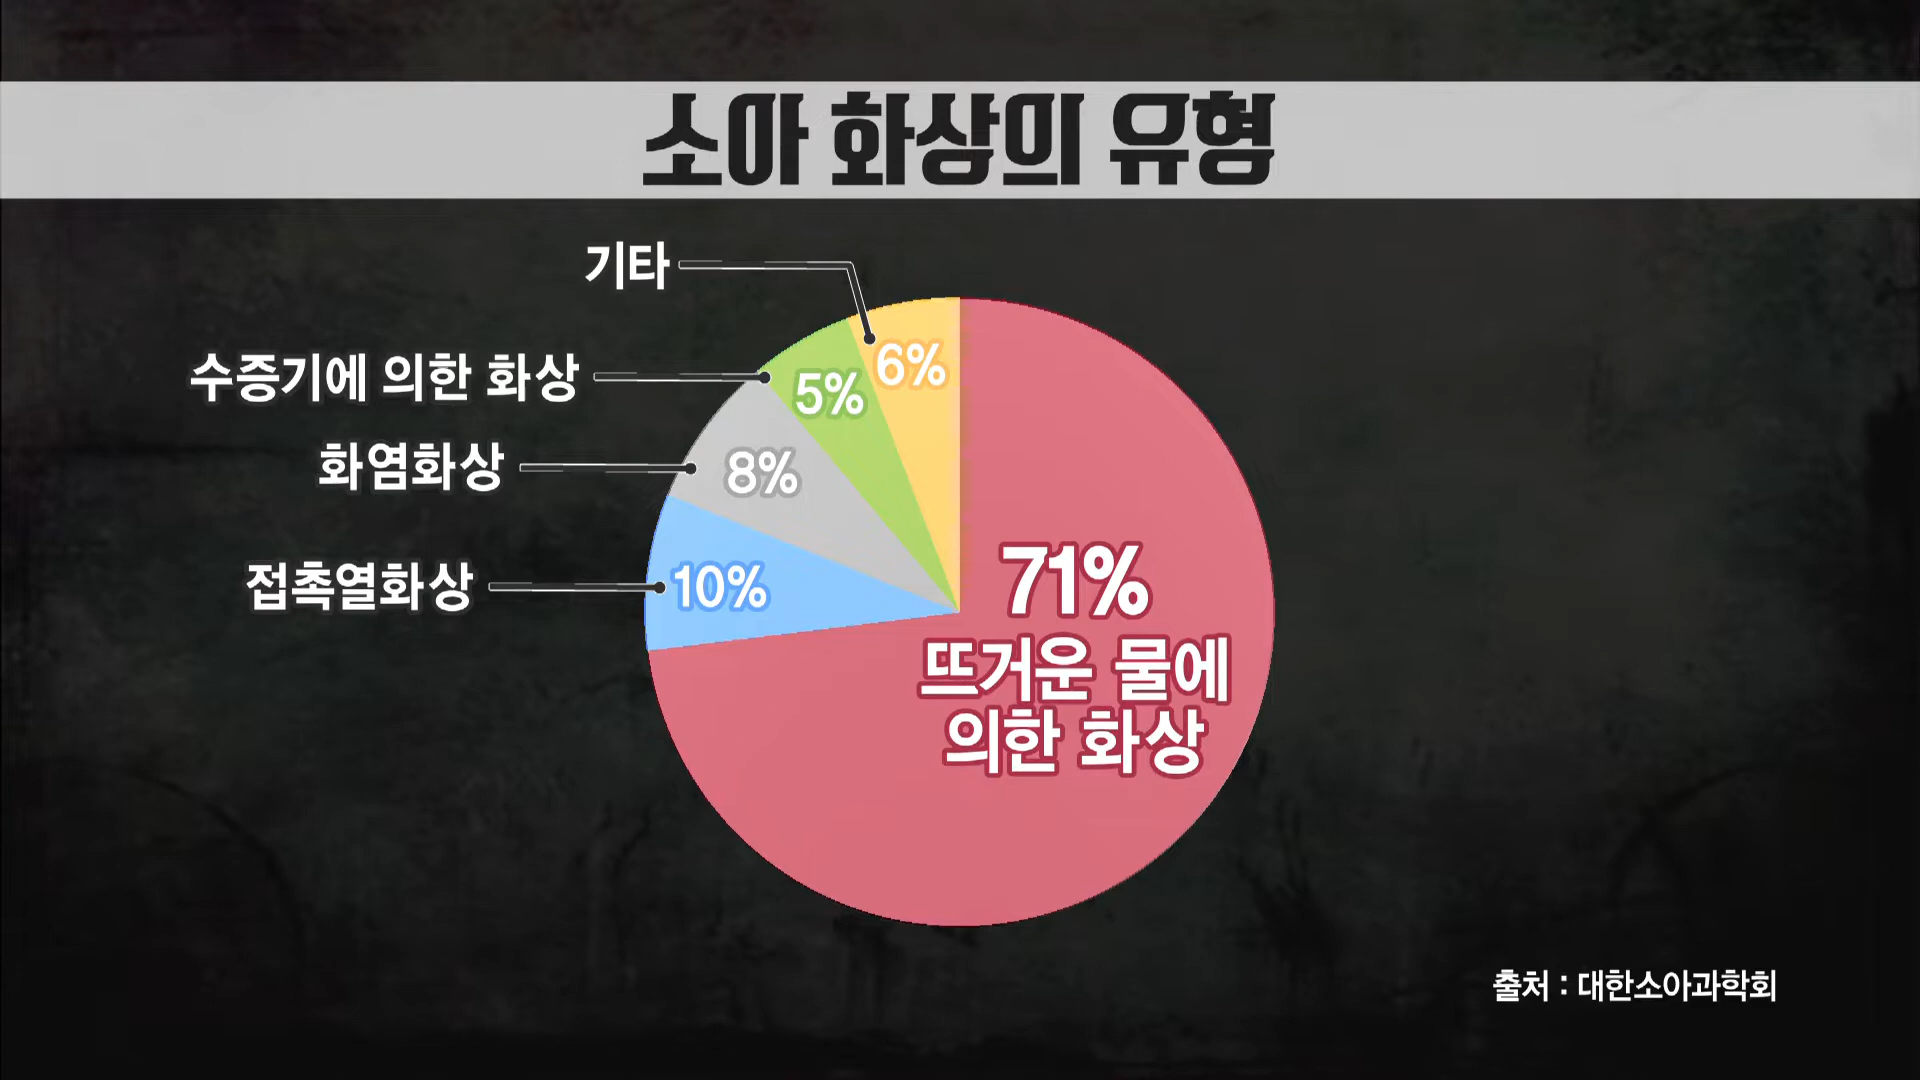 소아 화상의 유형
기타
6%
수증기에 의한 화상
5%
화염화상
8%
접촉열화상
10%
71%
뜨거운 물에
의한 화상
출처 : 대한소아과학회